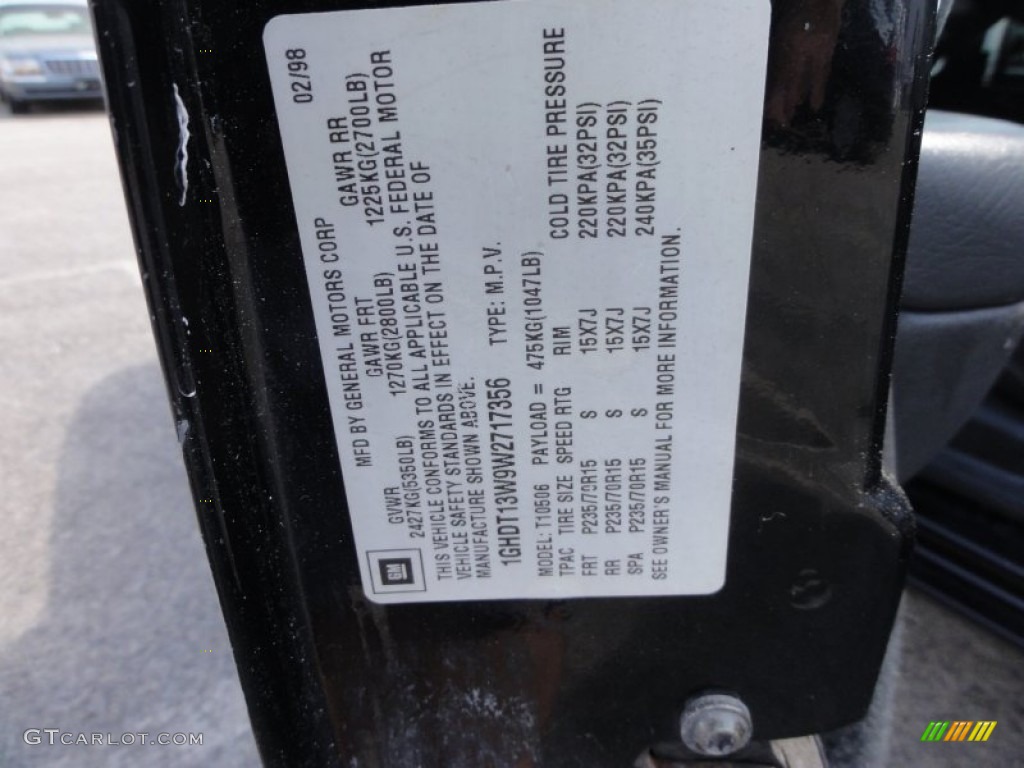 MFD BY GENERAL MOTORS CORP 02/98
GVWR GAWR FRT GAWR RR
2427KG(5350LB) 1270KG(2800LB) 1225KG(2700LB)
THIS VEHICLE CONFORMS TO ALL APPLICABLE U.S. FEDERAL MOTOR
VEHICLE SAFETY STANDARDS IN EFFECT ON THE DATE OF
MANUFACTURE SHOWN ABOVE.
1GHDT13W9W2717356 TYPE: M.P.V.
MODEL: T10506 PAYLOAD = 475KG(1047LB)
TPAC TIRE SIZE SPEED RTG RIM COLD TIRE PRESSURE
FRT P235/70R15 S 15X7J 220KPA(32PSI)
RR P235/70R15 S 15X7J 220KPA(32PSI)
SPA P235/70R15 S 15X7J 240KPA(35PSI)
SEE OWNER'S MANUAL FOR MORE INFORMATION.
GM
GTCARLOT.COM